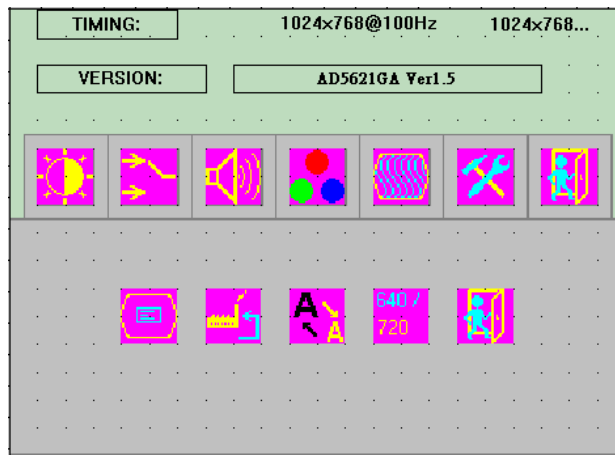 TIMING: 1024x768@100Hz 1024x768...
VERSION: AD5621GA Ver1.5
A
A
640 /
720